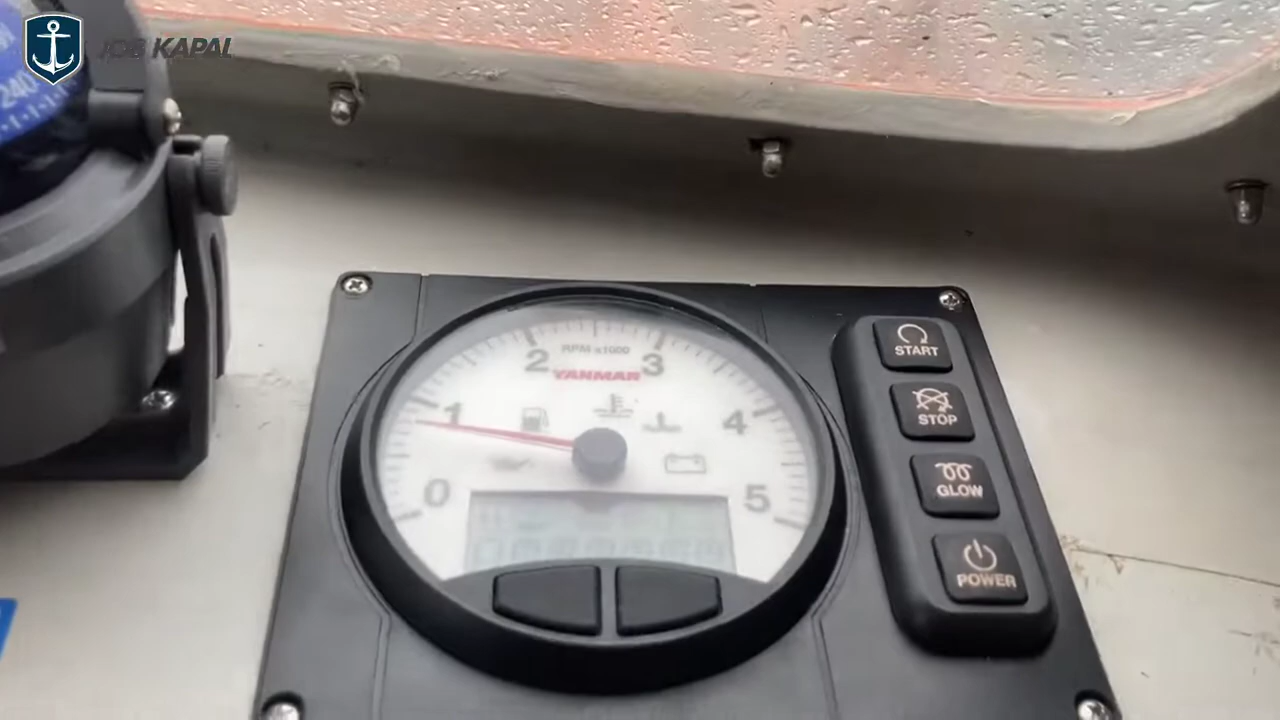 JOB KAPAL
240
2 RPM x1000 3
YANMAR
1
4
0
5
START
STOP
GLOW
POWER